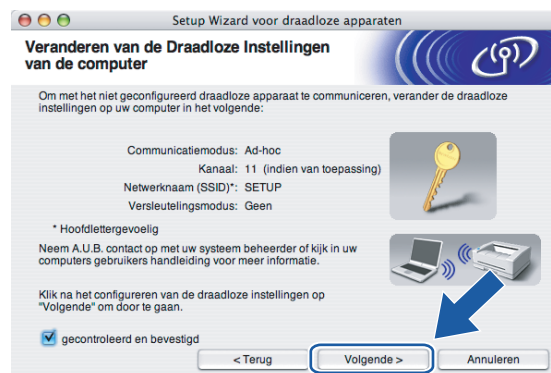 Setup Wizard voor draadloze apparaten
Veranderen van de Draadloze Instellingen
van de computer
Om met het niet geconfigureerd draadloze apparaat te communiceren, verander de draadloze
instellingen op uw computer in het volgende:
Communicatiemodus: Ad-hoc
Kanaal: 11 (indien van toepassing)
Netwerknaam (SSID)*: SETUP
Versleutelingsmodus: Geen
* Hoofdlettergevoelig
Neem A.U.B. contact op met uw systeem beheerder of kijk in uw
computers gebruikers handleiding voor meer informatie.
Klik na het configureren van de draadloze instellingen op
"Volgende" om door te gaan.
gecontroleerd en bevestigd
< Terug
Volgende >
Annuleren